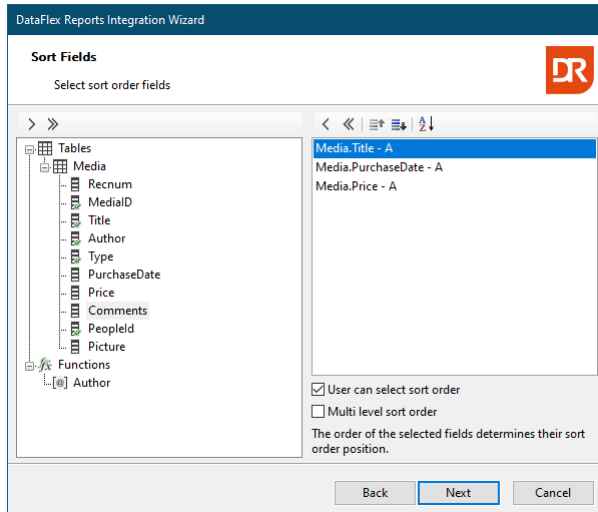 DataFlex Reports Integration Wizard
Sort Fields
Select sort order fields
DR
Tables
Media
Recnum
MediaID
Title
Author
Type
PurchaseDate
Price
Comments
PeopleId
Picture
fx Functions
[@] Author
A
Z
Media.Title - A
Media.PurchaseDate - A
Media.Price - A
User can select sort order
Multi level sort order
The order of the selected fields determines their sort
order position.
Back Next Cancel